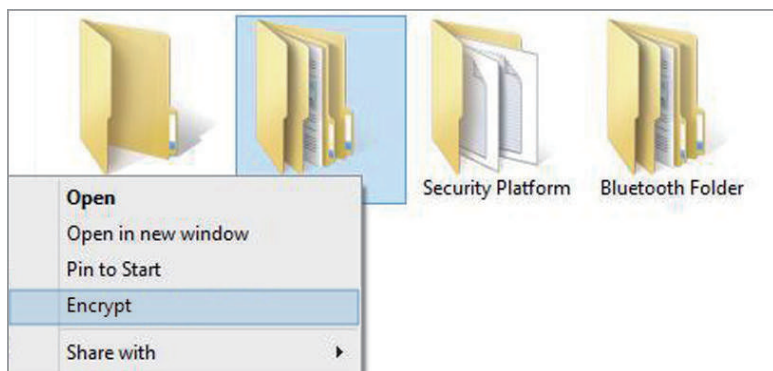 Security Platform
Bluetooth Folder
Open
Open in new window
Pin to Start
Encrypt
Share with